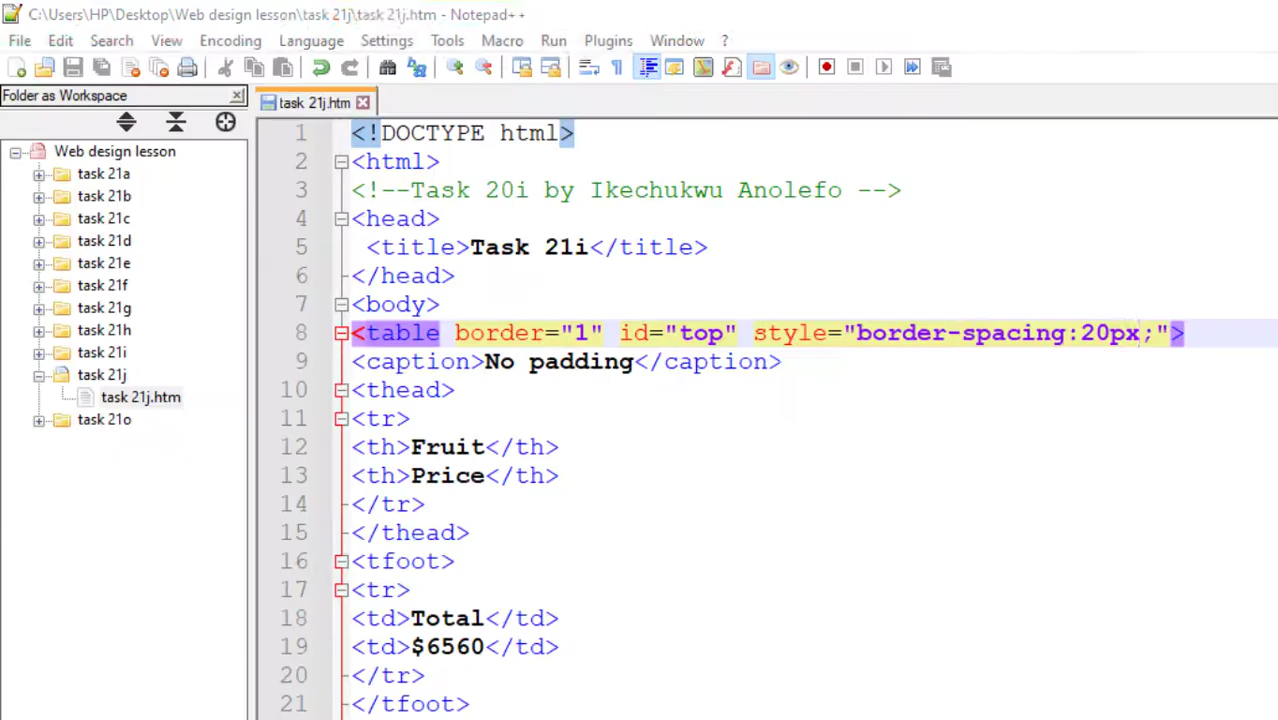 C:\Users\HP\Desktop\Web design lesson\task 21j\task 21j.htm - Notepad++
File Edit Search View Encoding Language Settings Tools Macro Run Plugins Window ?
Folder as Workspace
task 21j.htm
Web design lesson
task 21a
task 21b
task 21c
task 21d
task 21e
task 21f
task 21g
task 21h
task 21i
task 21j
task 21j.htm
task 21o
1 <!DOCTYPE html>
2 <html>
3 <!--Task 20i by Ikechukwu Anolefo -->
4 <head>
5 <title>Task 21i</title>
6 </head>
7 <body>
8 <table border="1" id="top" style="border-spacing:20px;">
9 <caption>No padding</caption>
10 <thead>
11 <tr>
12 <th>Fruit</th>
13 <th>Price</th>
14 </tr>
15 </thead>
16 <tfoot>
17 <tr>
18 <td>Total</td>
19 <td>$6560</td>
20 </tr>
21 </tfoot>